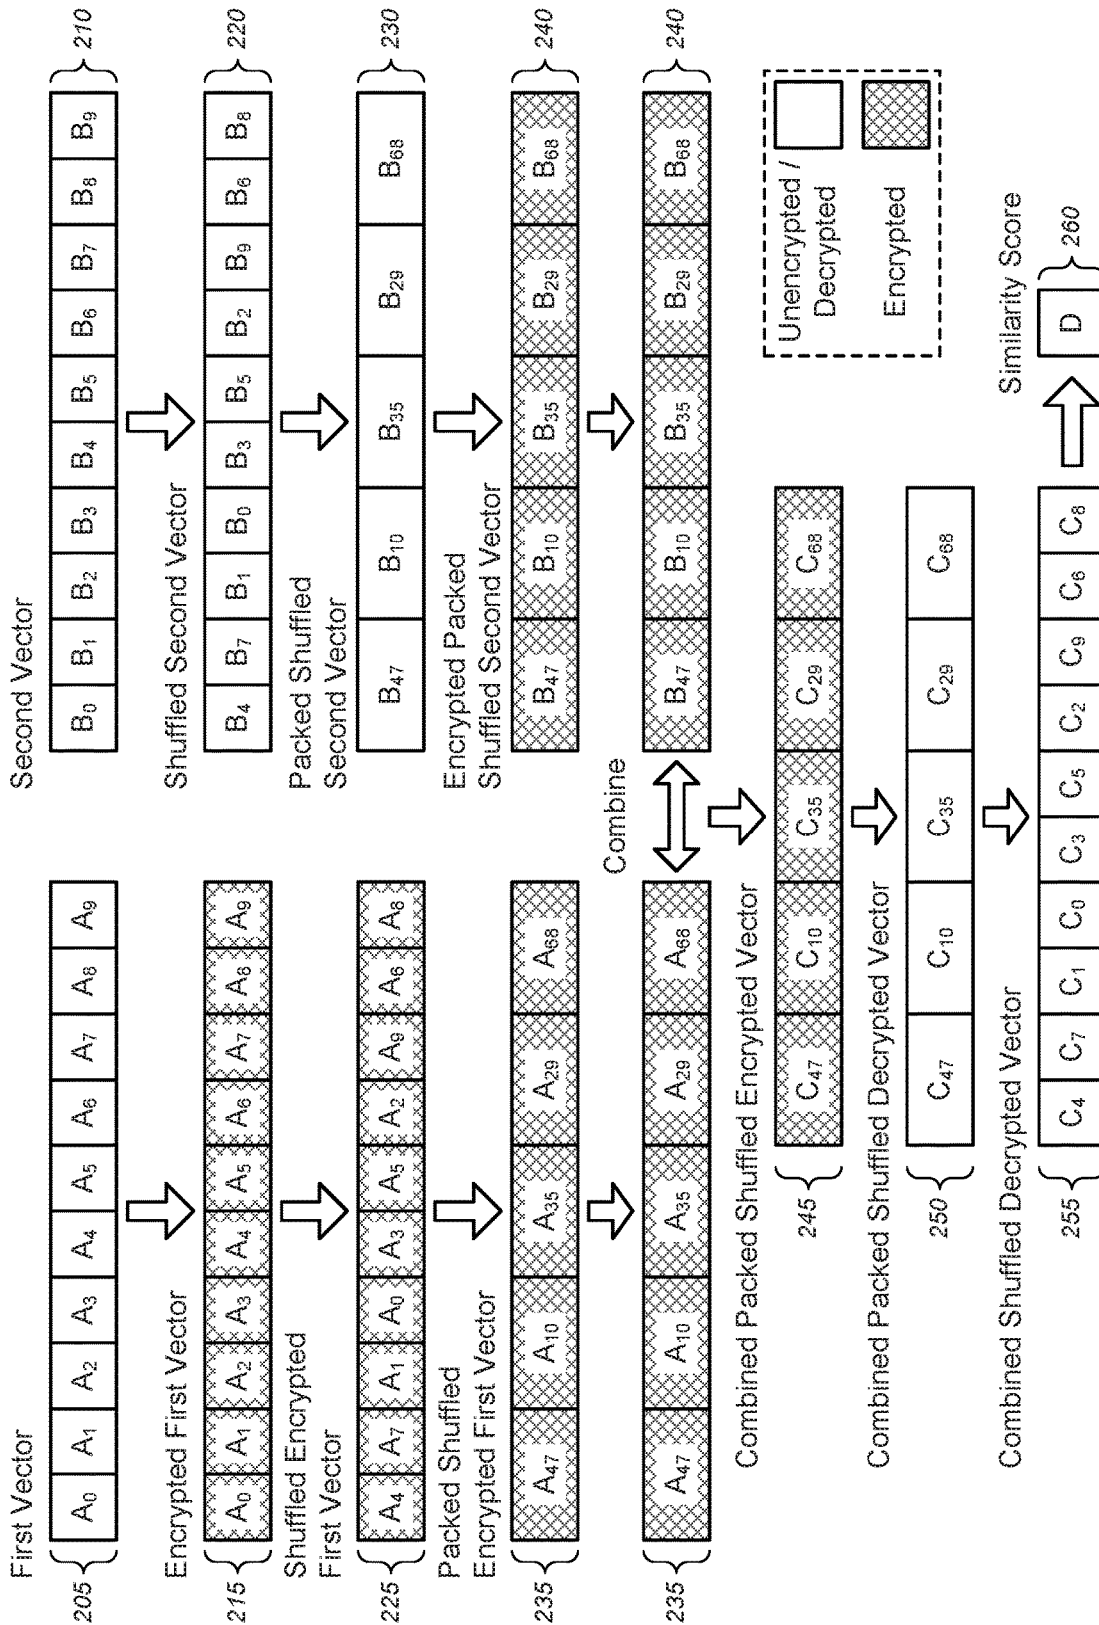 First Vector
Second Vector
205 A0 A1 A2 A3 A4 A5 A6 A7 A8 A9
B0 B1 B2 B3 B4 B5 B6 B7 B8 B9 210
Encrypted First Vector
Shuffled Second Vector
215 A0 A1 A2 A3 A4 A5 A6 A7 A8 A9
B4 B7 B1 B0 B3 B5 B2 B9 B6 B8 220
Shuffled Encrypted
First Vector
Packed Shuffled
Second Vector
225 A4 A7 A1 A0 A3 A5 A2 A9 A6 A8
B47 B10 B35 B29 B68 230
Packed Shuffled
Encrypted First Vector
Encrypted Packed
Shuffled Second Vector
235 A47 A10 A35 A29 A68
B47 B10 B35 B29 B68 240
Combine
235 A47 A10 A35 A29 A68
B47 B10 B35 B29 B68 240
Combined Packed Shuffled Encrypted Vector
245 C47 C10 C35 C29 C68
Combined Packed Shuffled Decrypted Vector
250 C47 C10 C35 C29 C68
Combined Shuffled Decrypted Vector
255 C4 C7 C1 C0 C3 C5 C2 C9 C6 C8
Similarity Score
D 260
Unencrypted /
Decrypted
Encrypted